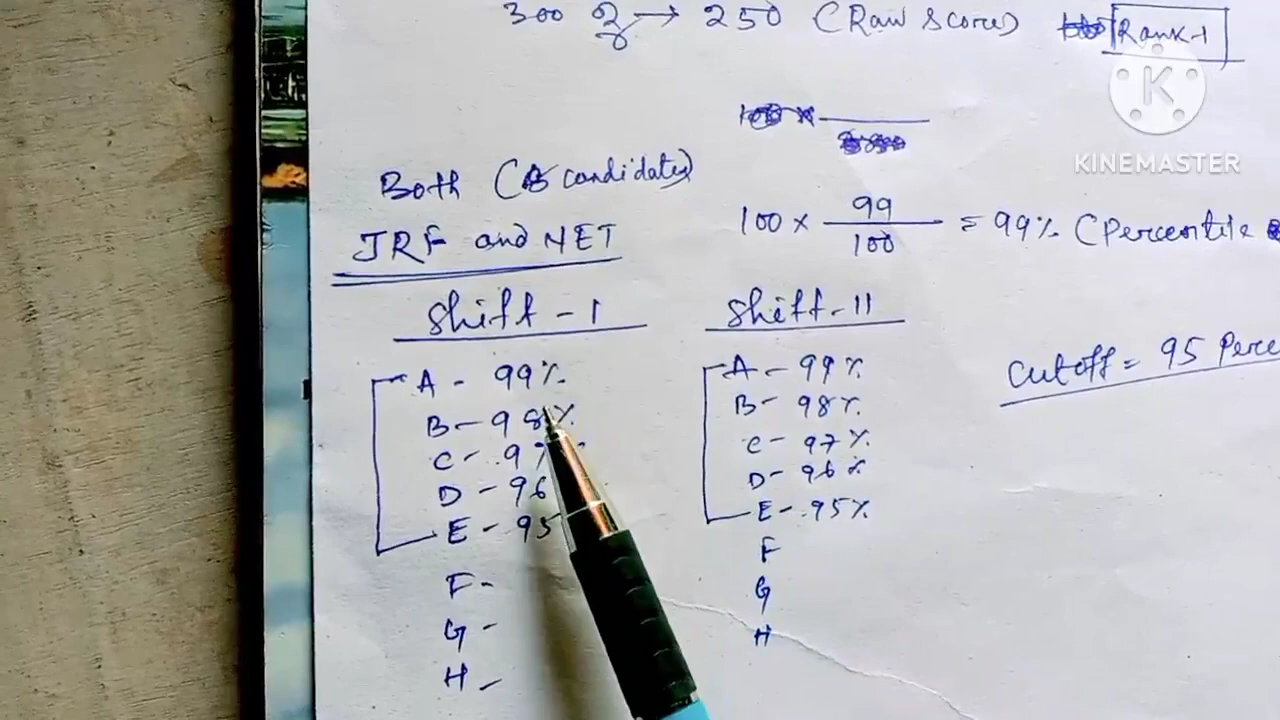 300 → 250 (Raw scores) Rank-1
KINEMASTER
Both ( candidates)
100 × 99/100 = 99% (Percentile
JRF and NET
Shift - I Shift - II
Cutoff = 95 Perce
A - 99% A - 99%
B - 98% B - 98%
C - 97 C - 97%
D - 96 D - 96%
E - 95 E - 95%
F - F
G - G
H - H